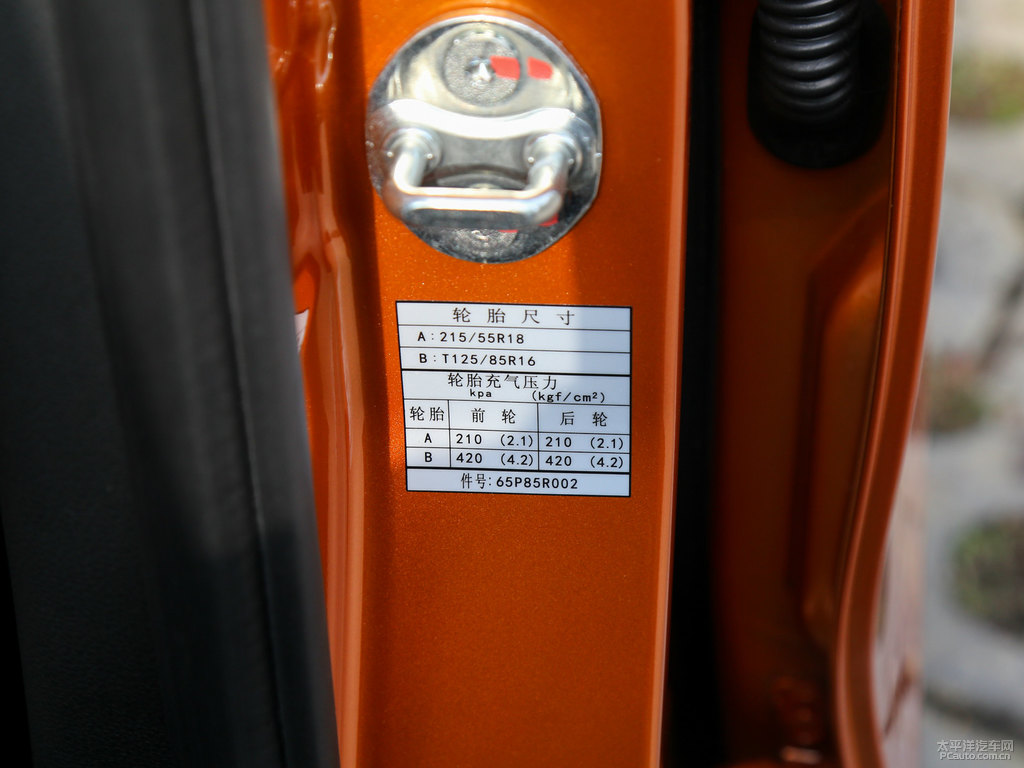 轮胎尺寸
A:215/55R18
B:T125/85R16
轮胎充气压力
kpa (kgf/cm²)
轮胎 前轮 后轮
A 210 (2.1) 210 (2.1)
B 420 (4.2) 420 (4.2)
件号:65P85R002
太平洋汽车网
PCauto.com.cn